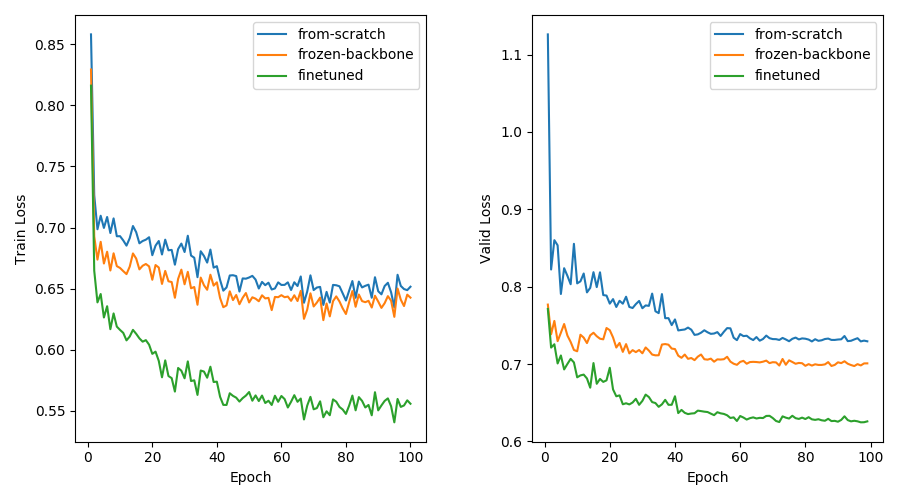 from-scratch
frozen-backbone
finetuned
0.85
0.80
0.75
0.70
0.65
0.60
0.55
Train Loss
0 20 40 60 80 100
Epoch
from-scratch
frozen-backbone
finetuned
1.1
1.0
0.9
0.8
0.7
0.6
Valid Loss
0 20 40 60 80 100
Epoch